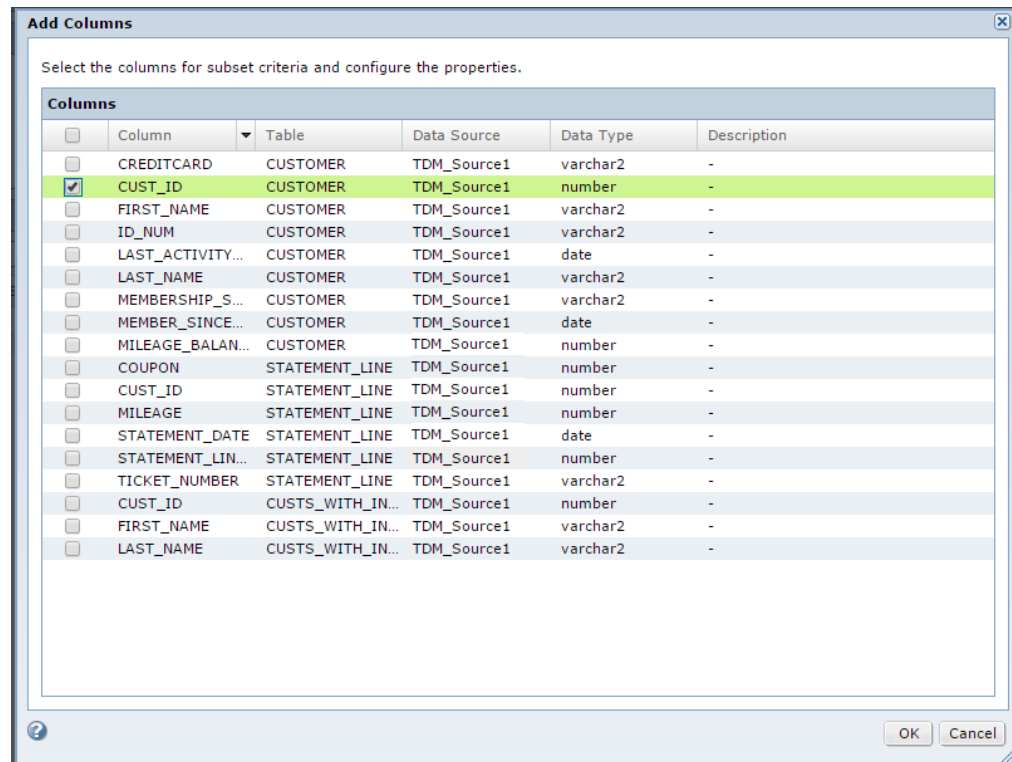 Add Columns
Select the columns for subset criteria and configure the properties.
Columns
Column Table Data Source Data Type Description
CREDITCARD CUSTOMER TDM_Source1 varchar2 -
CUST_ID CUSTOMER TDM_Source1 number -
FIRST_NAME CUSTOMER TDM_Source1 varchar2 -
ID_NUM CUSTOMER TDM_Source1 varchar2 -
LAST_ACTIVITY... CUSTOMER TDM_Source1 date -
LAST_NAME CUSTOMER TDM_Source1 varchar2 -
MEMBERSHIP_S... CUSTOMER TDM_Source1 varchar2 -
MEMBER_SINCE... CUSTOMER TDM_Source1 date -
MILEAGE_BALAN... CUSTOMER TDM_Source1 number -
COUPON STATEMENT_LINE TDM_Source1 number -
CUST_ID STATEMENT_LINE TDM_Source1 number -
MILEAGE STATEMENT_LINE TDM_Source1 number -
STATEMENT_DATE STATEMENT_LINE TDM_Source1 date -
STATEMENT_LIN... STATEMENT_LINE TDM_Source1 number -
TICKET_NUMBER STATEMENT_LINE TDM_Source1 varchar2 -
CUST_ID CUSTS_WITH_IN... TDM_Source1 number -
FIRST_NAME CUSTS_WITH_IN... TDM_Source1 varchar2 -
LAST_NAME CUSTS_WITH_IN... TDM_Source1 varchar2 -
? OK Cancel